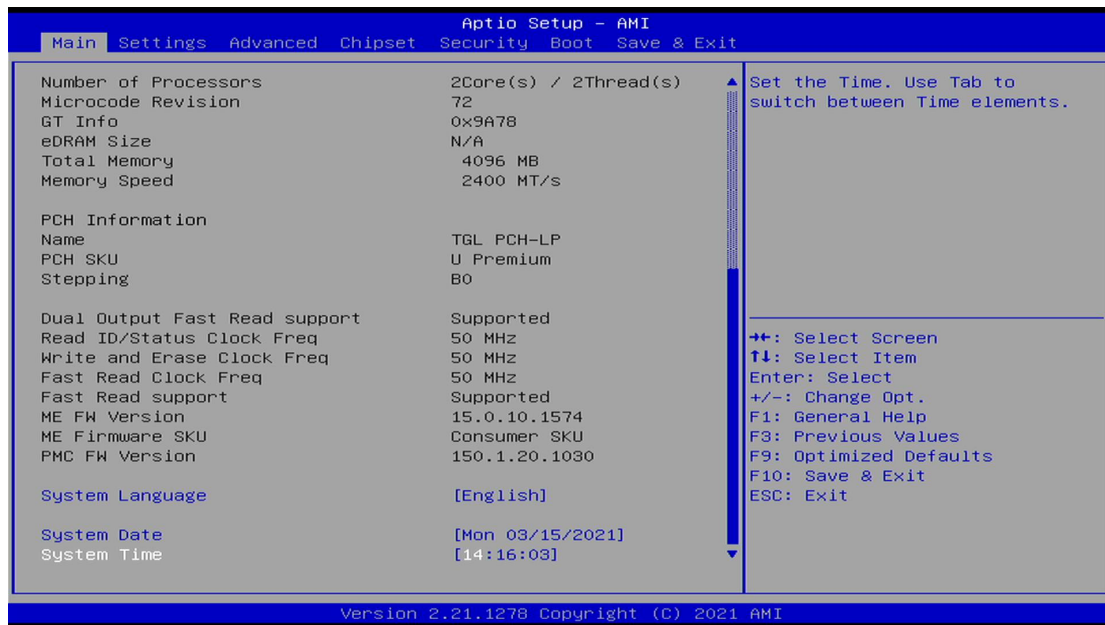 Aptio Setup – AMI
Main Settings Advanced Chipset Security Boot Save & Exit
Number of Processors 2Core(s) / 2Thread(s)
Microcode Revision 72
GT Info 0x9A78
eDRAM Size N/A
Total Memory 4096 MB
Memory Speed 2400 MT/s
PCH Information
Name TGL PCH-LP
PCH SKU U Premium
Stepping B0
Dual Output Fast Read support Supported
Read ID/Status Clock Freq 50 MHz
Write and Erase Clock Freq 50 MHz
Fast Read Clock Freq 50 MHz
Fast Read support Supported
ME FW Version 15.0.10.1574
ME Firmware SKU Consumer SKU
PMC FW Version 150.1.20.1030
System Language [English]
System Date [Mon 03/15/2021]
System Time [14:16:03]
Set the Time. Use Tab to
switch between Time elements.
→←: Select Screen
↑↓: Select Item
Enter: Select
+/-: Change Opt.
F1: General Help
F3: Previous Values
F9: Optimized Defaults
F10: Save & Exit
ESC: Exit
Version 2.21.1278 Copyright (C) 2021 AMI